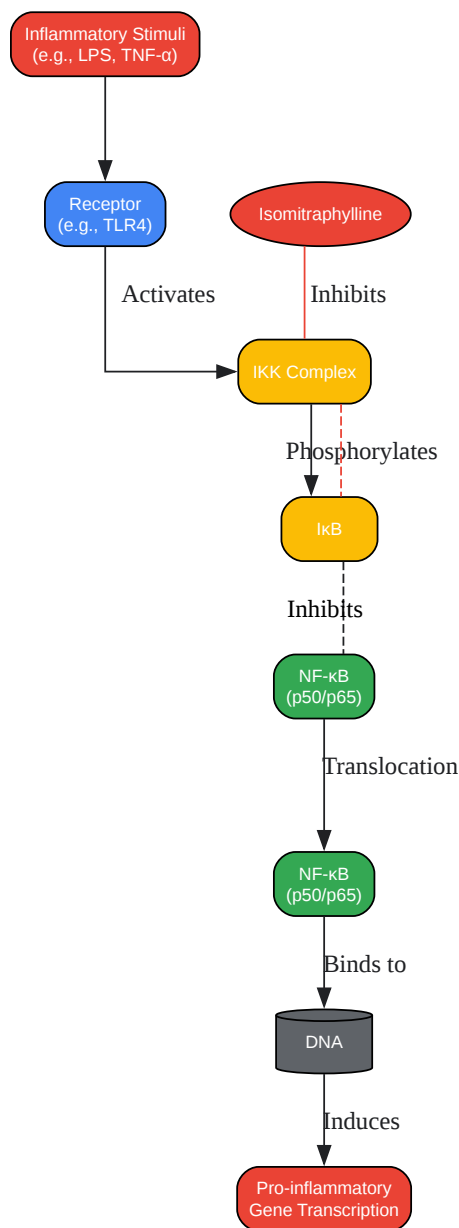 Inflammatory Stimuli
(e.g., LPS, TNF-α)
Receptor
(e.g., TLR4)
Isomitraphylline
Activates
Inhibits
IKK Complex
Phosphorylates
IκB
Inhibits
NF-κB
(p50/p65)
Translocation
NF-κB
(p50/p65)
Binds to
DNA
Induces
Pro-inflammatory
Gene Transcription